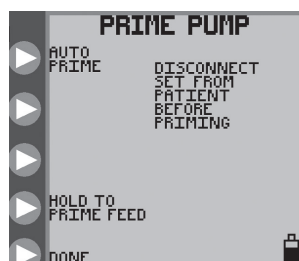 PRIME PUMP
AUTO
PRIME
DISCONNECT
SET FROM
PATIENT
BEFORE
PRIMING
HOLD TO
PRIME FEED
DONE